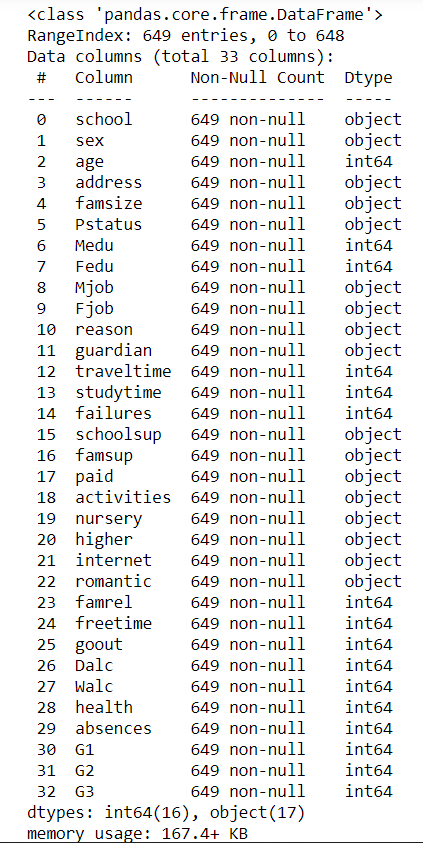 <class 'pandas.core.frame.DataFrame'>
RangeIndex: 649 entries, 0 to 648
Data columns (total 33 columns):
 #   Column      Non-Null Count  Dtype
---  ------      --------------  -----
 0   school      649 non-null    object
 1   sex         649 non-null    object
 2   age         649 non-null    int64
 3   address     649 non-null    object
 4   famsize     649 non-null    object
 5   Pstatus     649 non-null    object
 6   Medu        649 non-null    int64
 7   Fedu        649 non-null    int64
 8   Mjob        649 non-null    object
 9   Fjob        649 non-null    object
 10  reason      649 non-null    object
 11  guardian    649 non-null    object
 12  traveltime  649 non-null    int64
 13  studytime   649 non-null    int64
 14  failures    649 non-null    int64
 15  schoolsup   649 non-null    object
 16  famsup      649 non-null    object
 17  paid        649 non-null    object
 18  activities  649 non-null    object
 19  nursery     649 non-null    object
 20  higher      649 non-null    object
 21  internet    649 non-null    object
 22  romantic    649 non-null    object
 23  famrel      649 non-null    int64
 24  freetime    649 non-null    int64
 25  goout       649 non-null    int64
 26  Dalc        649 non-null    int64
 27  Walc        649 non-null    int64
 28  health      649 non-null    int64
 29  absences    649 non-null    int64
 30  G1          649 non-null    int64
 31  G2          649 non-null    int64
 32  G3          649 non-null    int64
dtypes: int64(16), object(17)
memory usage: 167.4+ KB